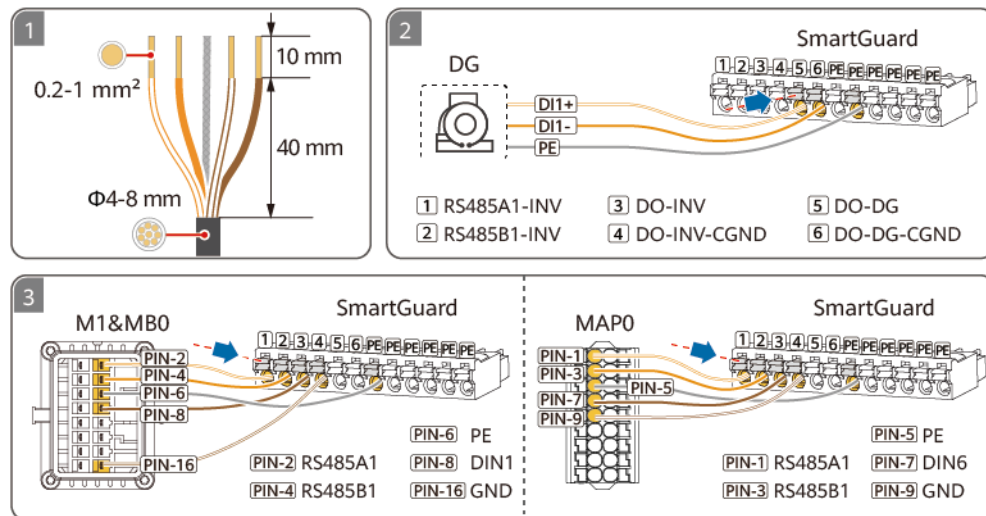 1
10 mm
0.2-1 mm²
40 mm
Φ4-8 mm
2
SmartGuard
DG
1 2 3 4 5 6 PE PE PE PE PE PE
DI1+
DI1-
PE
1 RS485A1-INV 3 DO-INV 5 DO-DG
2 RS485B1-INV 4 DO-INV-CGND 6 DO-DG-CGND
3
SmartGuard
M1&MB0
1 2 3 4 5 6 PE PE PE PE PE PE
PIN-2
PIN-4
PIN-6
PIN-8
PIN-16
PIN-6 PE
PIN-2 RS485A1 PIN-8 DIN1
PIN-4 RS485B1 PIN-16 GND
SmartGuard
MAP0
1 2 3 4 5 6 PE PE PE PE PE PE
PIN-1
PIN-3
PIN-5
PIN-7
PIN-9
PIN-5 PE
PIN-1 RS485A1 PIN-7 DIN6
PIN-3 RS485B1 PIN-9 GND